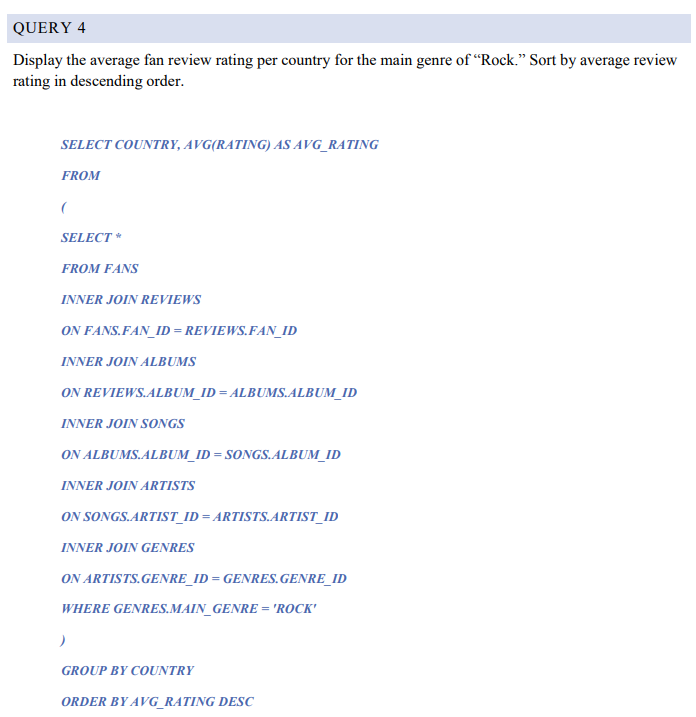 QUERY 4
Display the average fan review rating per country for the main genre of “Rock.” Sort by average review
rating in descending order.
SELECT COUNTRY, AVG(RATING) AS AVG_RATING
FROM
(
SELECT *
FROM FANS
INNER JOIN REVIEWS
ON FANS.FAN_ID = REVIEWS.FAN_ID
INNER JOIN ALBUMS
ON REVIEWS.ALBUM_ID = ALBUMS.ALBUM_ID
INNER JOIN SONGS
ON ALBUMS.ALBUM_ID = SONGS.ALBUM_ID
INNER JOIN ARTISTS
ON SONGS.ARTIST_ID = ARTISTS.ARTIST_ID
INNER JOIN GENRES
ON ARTISTS.GENRE_ID = GENRES.GENRE_ID
WHERE GENRES.MAIN_GENRE = 'ROCK'
)
GROUP BY COUNTRY
ORDER BY AVG_RATING DESC